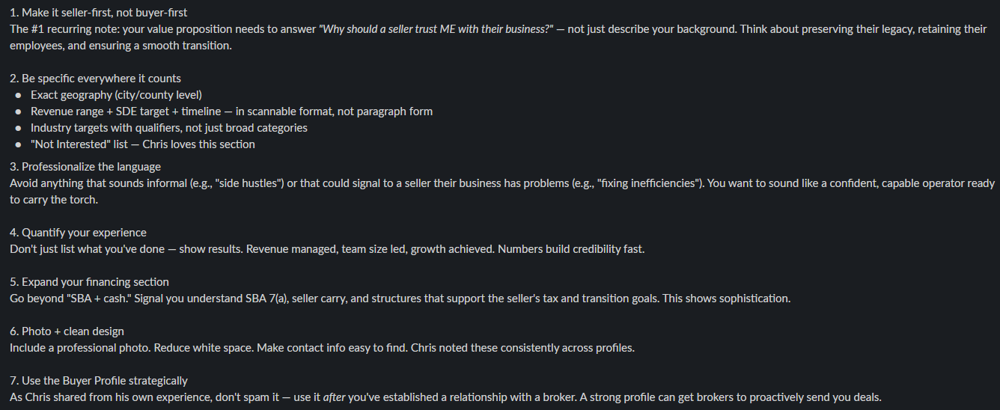 1. Make it seller-first, not buyer-first
The #1 recurring note: your value proposition needs to answer "Why should a seller trust ME with their business?" — not just describe your background. Think about preserving their legacy, retaining their
employees, and ensuring a smooth transition.
2. Be specific everywhere it counts
● Exact geography (city/county level)
● Revenue range + SDE target + timeline — in scannable format, not paragraph form
● Industry targets with qualifiers, not just broad categories
● "Not Interested" list — Chris loves this section
3. Professionalize the language
Avoid anything that sounds informal (e.g., "side hustles") or that could signal to a seller their business has problems (e.g., "fixing inefficiencies"). You want to sound like a confident, capable operator ready
to carry the torch.
4. Quantify your experience
Don't just list what you've done — show results. Revenue managed, team size led, growth achieved. Numbers build credibility fast.
5. Expand your financing section
Go beyond "SBA + cash." Signal you understand SBA 7(a), seller carry, and structures that support the seller's tax and transition goals. This shows sophistication.
6. Photo + clean design
Include a professional photo. Reduce white space. Make contact info easy to find. Chris noted these consistently across profiles.
7. Use the Buyer Profile strategically
As Chris shared from his own experience, don't spam it — use it after you've established a relationship with a broker. A strong profile can get brokers to proactively send you deals.